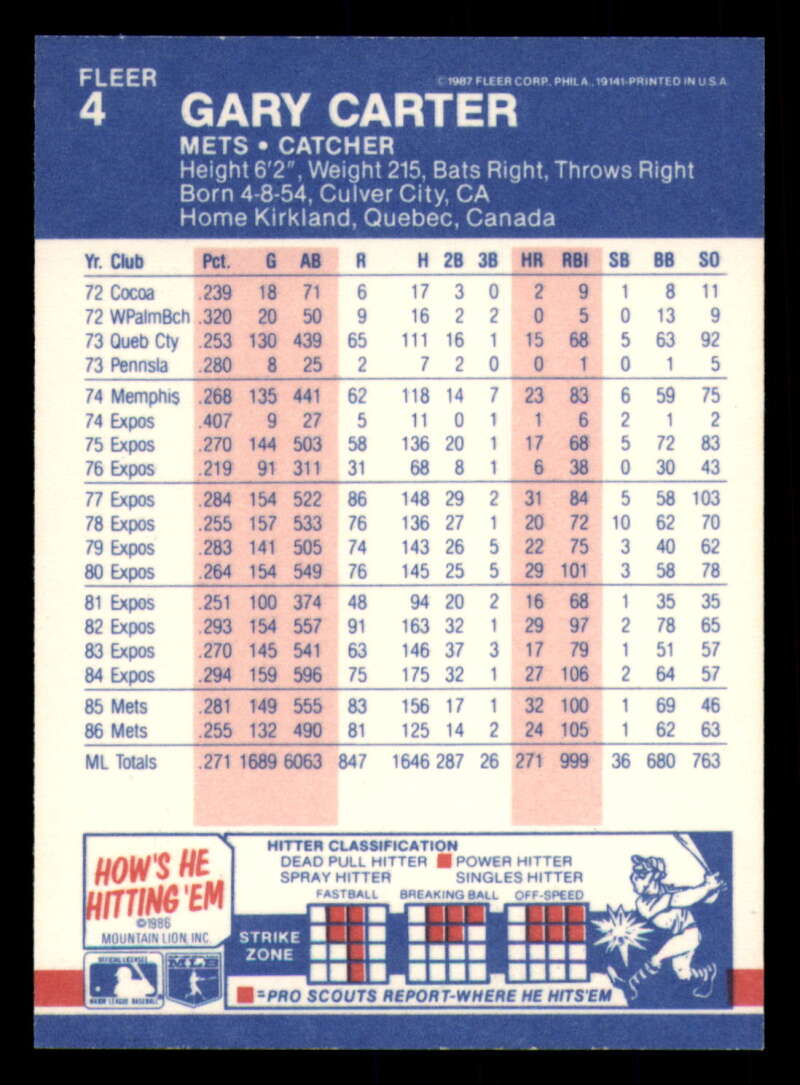 FLEER
4
©1987 FLEER CORP. PHILA., 19141-PRINTED IN U.S.A.
GARY CARTER
METS • CATCHER
Height 6'2", Weight 215, Bats Right, Throws Right
Born 4-8-54, Culver City, CA
Home Kirkland, Quebec, Canada
Yr. Club Pct. G AB R H 2B 3B HR RBI SB BB SO
72 Cocoa .239 18 71 6 17 3 0 2 9 1 8 11
72 WPalmBch .320 20 50 9 16 2 2 0 5 0 13 9
73 Queb Cty .253 130 439 65 111 16 1 15 68 5 63 92
73 Pennsla .280 8 25 2 7 2 0 0 1 0 1 5
74 Memphis .268 135 441 62 118 14 7 23 83 6 59 75
74 Expos .407 9 27 5 11 0 1 1 6 2 1 2
75 Expos .270 144 503 58 136 20 1 17 68 5 72 83
76 Expos .219 91 311 31 68 8 1 6 38 0 30 43
77 Expos .284 154 522 86 148 29 2 31 84 5 58 103
78 Expos .255 157 533 76 136 27 1 20 72 10 62 70
79 Expos .283 141 505 74 143 26 5 22 75 3 40 62
80 Expos .264 154 549 76 145 25 5 29 101 3 58 78
81 Expos .251 100 374 48 94 20 2 16 68 1 35 35
82 Expos .293 154 557 91 163 32 1 29 97 2 78 65
83 Expos .270 145 541 63 146 37 3 17 79 1 51 57
84 Expos .294 159 596 75 175 32 1 27 106 2 64 57
85 Mets .281 149 555 83 156 17 1 32 100 1 69 46
86 Mets .255 132 490 81 125 14 2 24 105 1 62 63
ML Totals .271 1689 6063 847 1646 287 26 271 999 36 680 763
HOW'S HE
HITTING 'EM
©1986
MOUNTAIN LION, INC.
HITTER CLASSIFICATION
DEAD PULL HITTER POWER HITTER
SPRAY HITTER SINGLES HITTER
FASTBALL BREAKING BALL OFF-SPEED
STRIKE
ZONE
=PRO SCOUTS REPORT-WHERE HE HITS 'EM
OFFICIAL LICENSEE
MAJOR LEAGUE BASEBALL